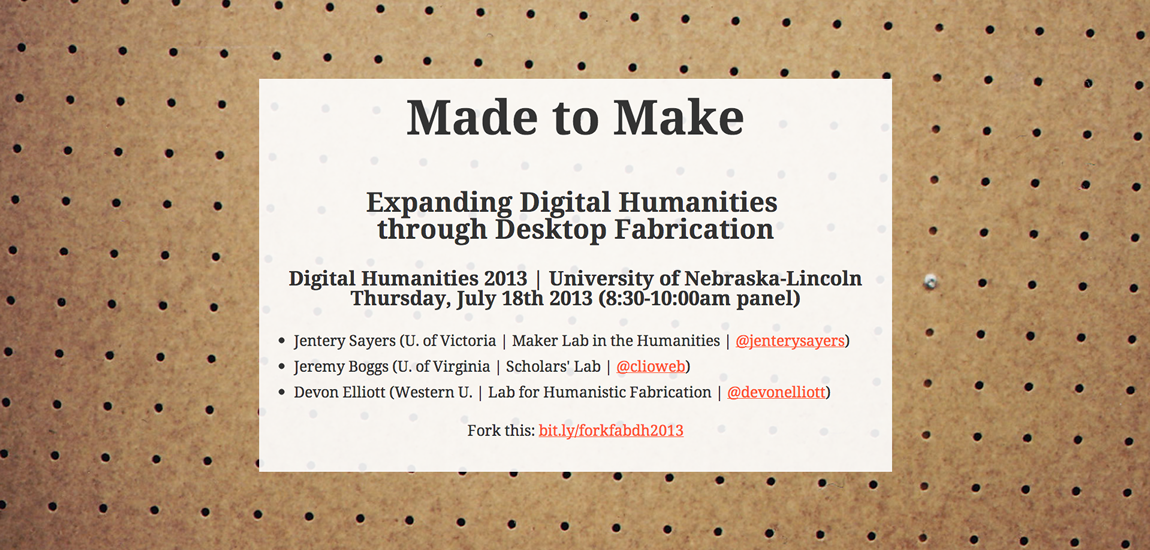 Made to Make
Expanding Digital Humanities
through Desktop Fabrication
Digital Humanities 2013 | University of Nebraska-Lincoln
Thursday, July 18th 2013 (8:30-10:00am panel)
• Jentery Sayers (U. of Victoria | Maker Lab in the Humanities | @jenterysayers)
• Jeremy Boggs (U. of Virginia | Scholars' Lab | @clioweb)
• Devon Elliott (Western U. | Lab for Humanistic Fabrication | @devonelliott)
Fork this: bit.ly/forkfabdh2013